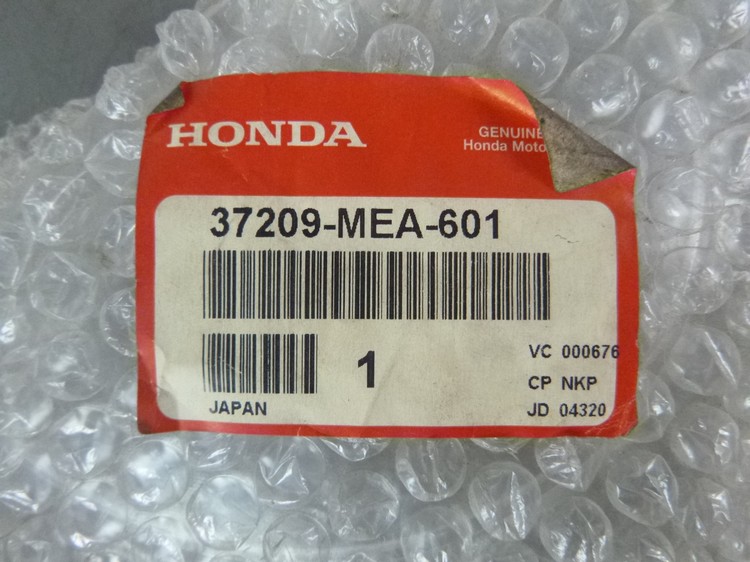 HONDA
GENUINE
Honda Moto
37209-MEA-601
1
VC 000676
CP NKP
JAPAN
JD 04320